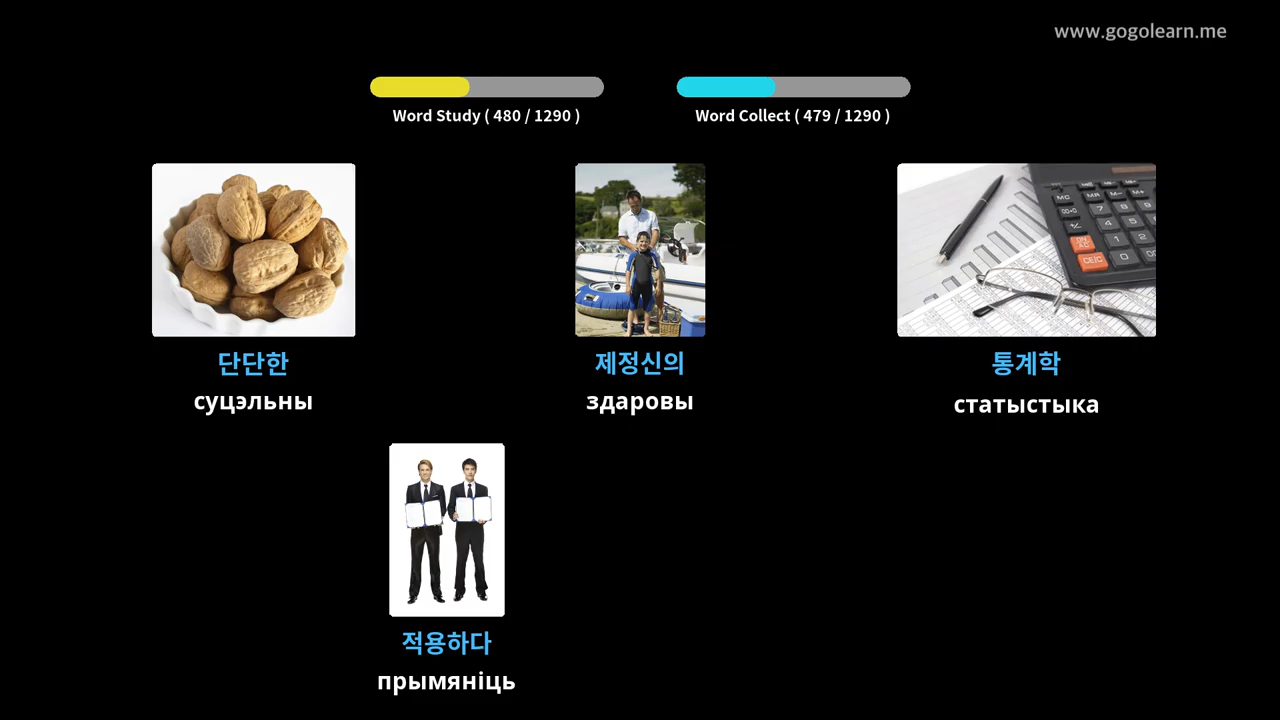 www.gogolearn.me
Word Study ( 480 / 1290 )
Word Collect ( 479 / 1290 )
단단한
суцэльны
제정신의
здаровы
통계학
статыстыка
적용하다
прымяніць